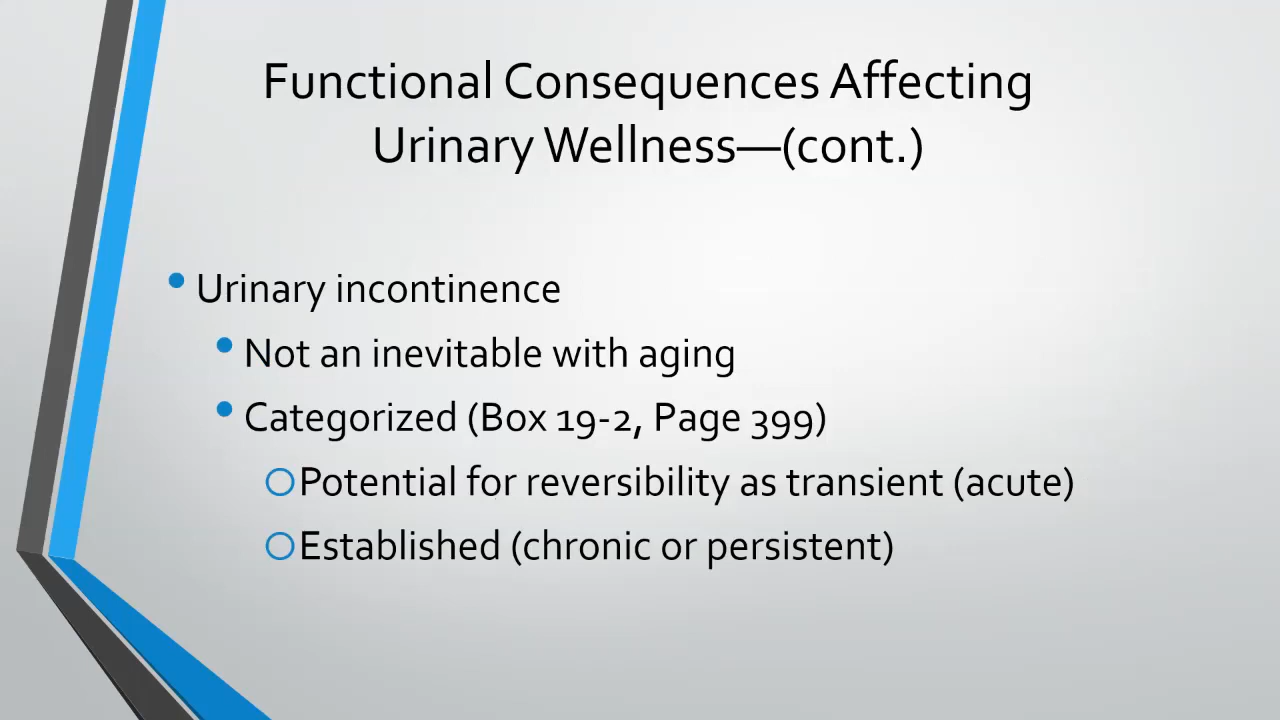 Functional Consequences Affecting
Urinary Wellness—(cont.)
• Urinary incontinence
• Not an inevitable with aging
• Categorized (Box 19-2, Page 399)
○ Potential for reversibility as transient (acute)
○ Established (chronic or persistent)